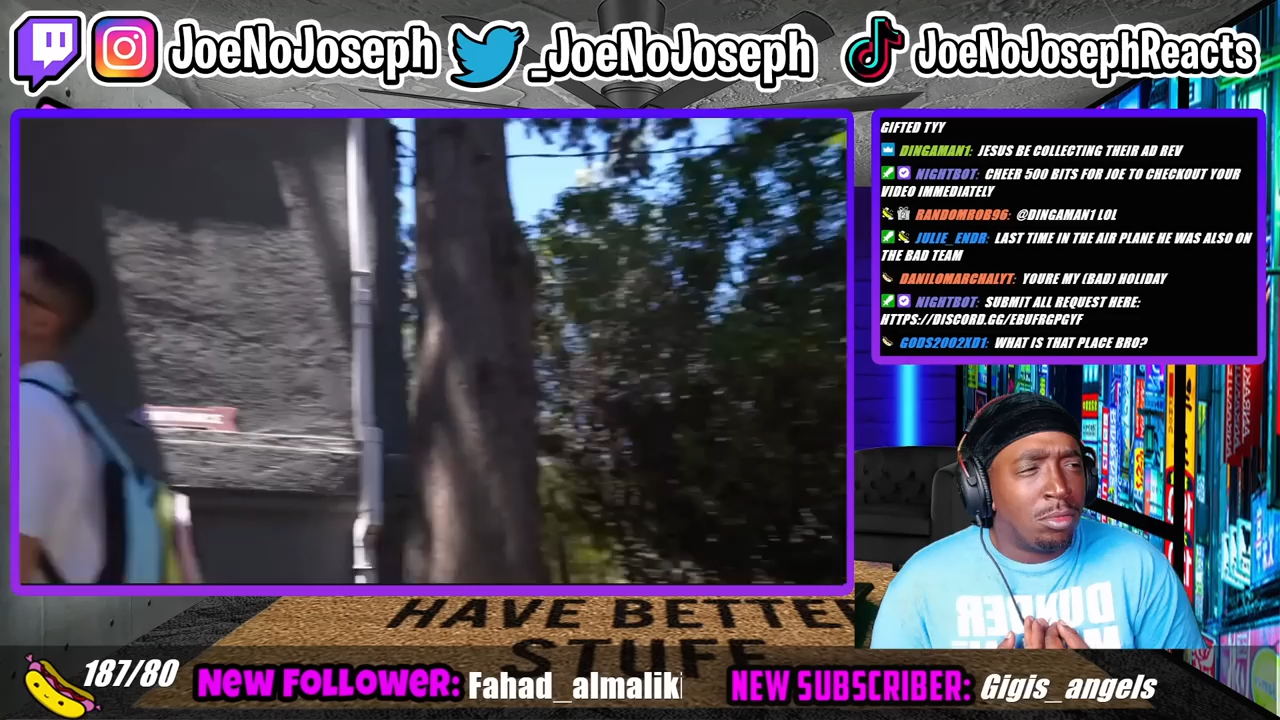 JoeNoJoseph
_JoeNoJoseph
JoeNoJosephReacts
GIFTED TYY
DINGAMAN1: JESUS BE COLLECTING THEIR AD REV
NIGHTBOT: CHEER 500 BITS FOR JOE TO CHECKOUT YOUR
VIDEO IMMEDIATELY
RANDOMROB96: @DINGAMAN1 LOL
JULIE_ENDR: LAST TIME IN THE AIR PLANE HE WAS ALSO ON
THE BAD TEAM
DANILOMARCHALYT: YOURE MY (BAD) HOLIDAY
NIGHTBOT: SUBMIT ALL REQUEST HERE:
HTTPS://DISCORD.GG/EBUFRGPGYF
GODS2002XD1: WHAT IS THAT PLACE BRO?
DUNDER
HAVE BETTER
STUFF
187/80
NEW FOLLOWER: Fahad_almaliki
NEW SUBSCRIBER: Gigis_angels